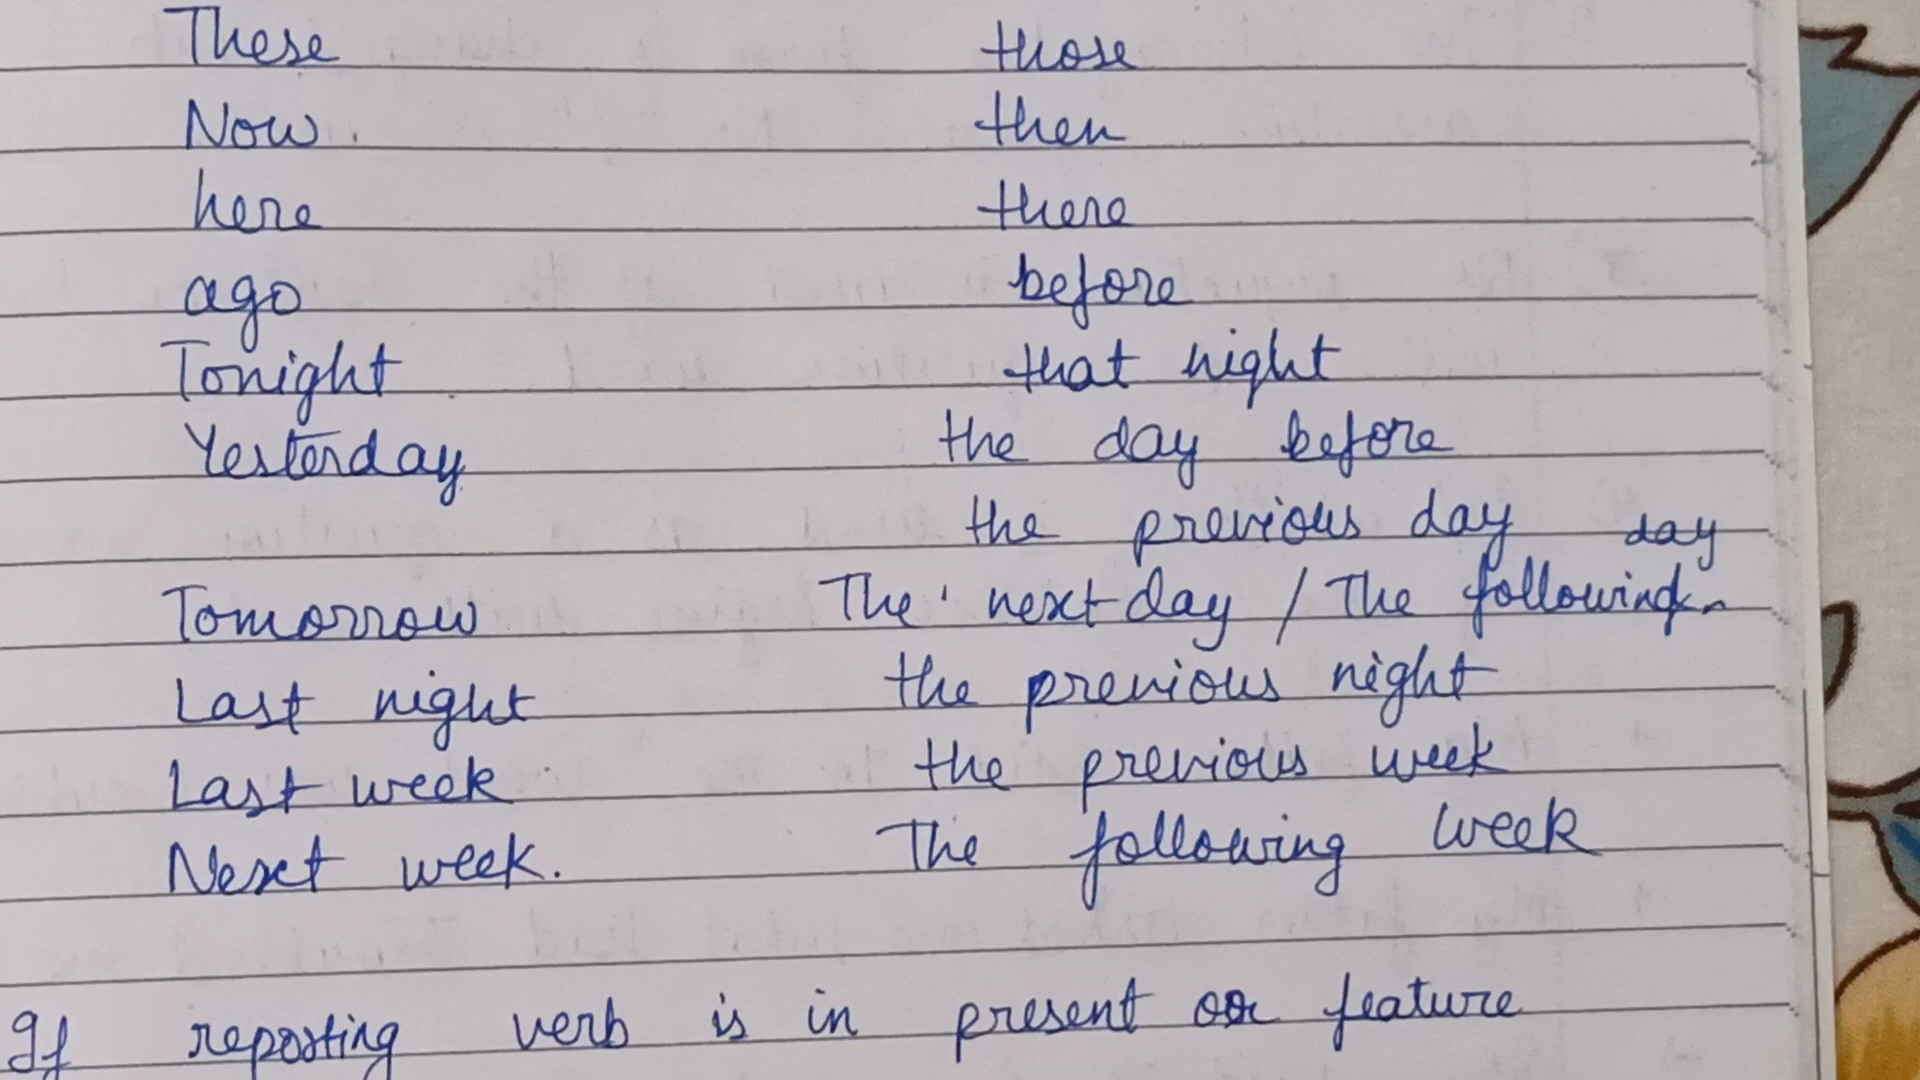 These those
Now. then
here there
ago before
Tonight that night
Yesterday the day before
the previous day day
Tomorrow The next day / The following
Last night the previous night
Last week the previous week
Next week. The following week
If reporting verb is in present or feature